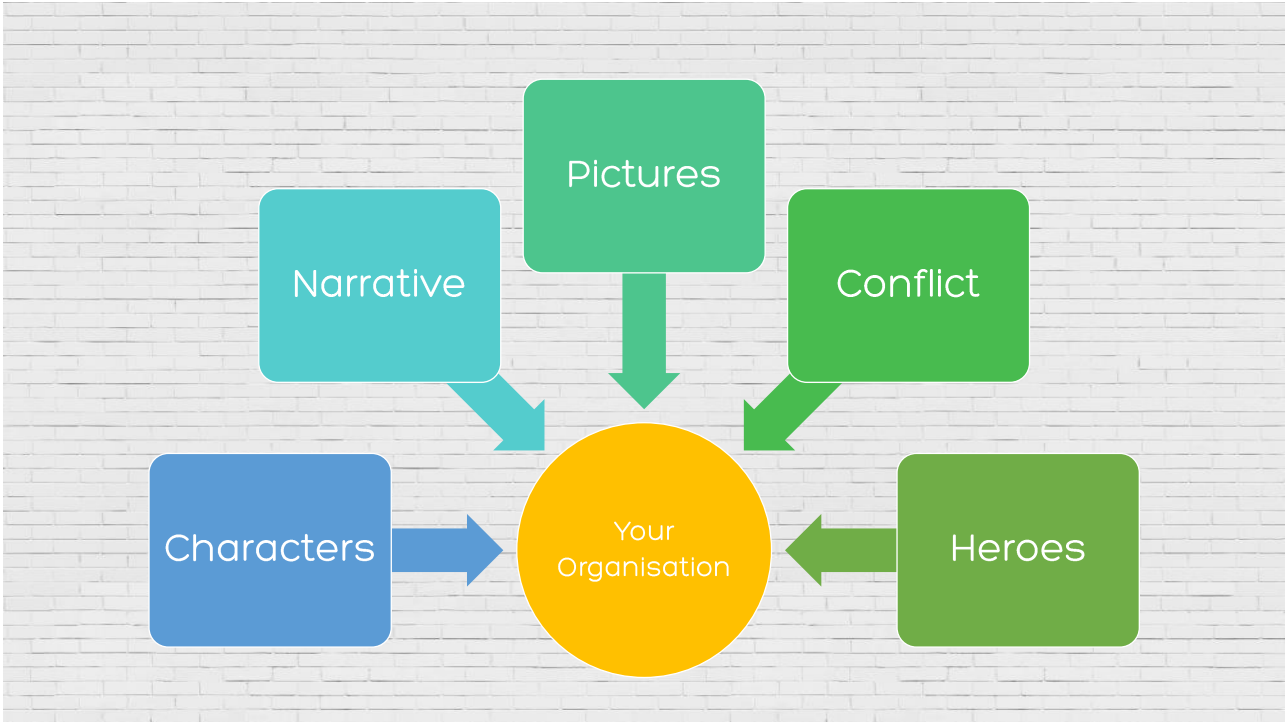 Pictures
Narrative
Conflict
Characters
Your
Organisation
Heroes